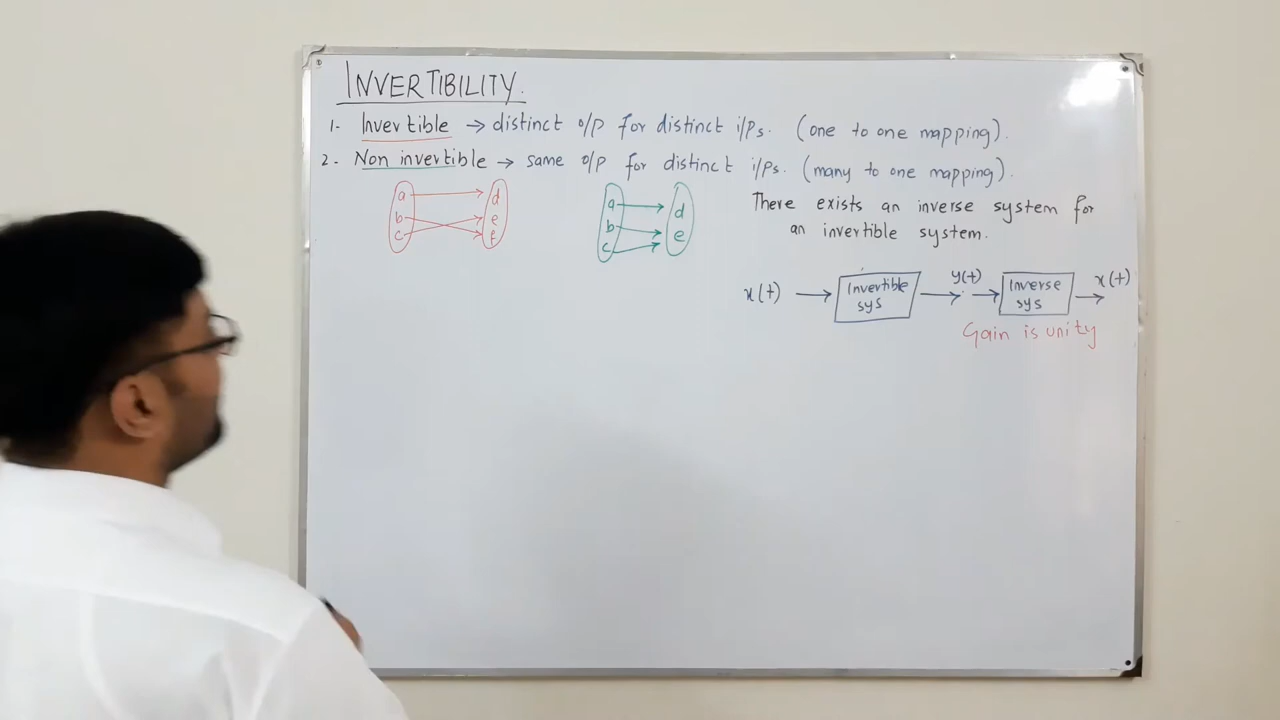 INVERTIBILITY.
1. Invertible → distinct o/p for distinct i/ps. (one to one mapping).
2. Non invertible → same o/p for distinct i/ps. (many to one mapping).
a d
b e
c f
a d
b e
c
There exists an inverse system for
an invertible system.
x(t) → Invertible sys → y(t) → Inverse sys → x(t)
Gain is unity